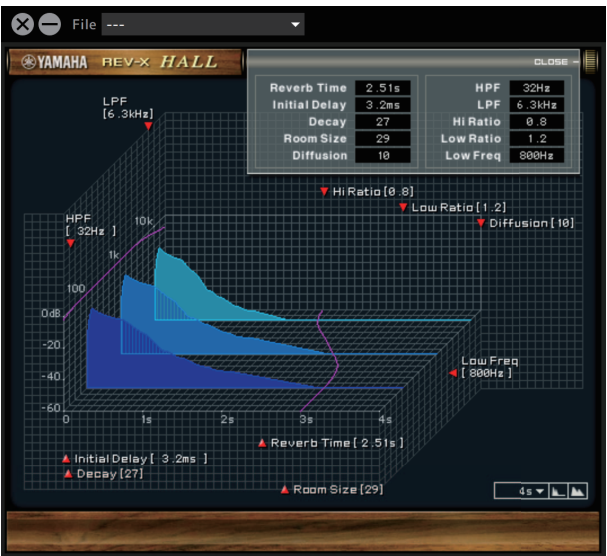 File ---
YAMAHA REV-X HALL
CLOSE -
Reverb Time 2.51s HPF 32Hz
Initial Delay 3.2ms LPF 6.3kHz
Decay 27 Hi Ratio 0.8
Room Size 29 Low Ratio 1.2
Diffusion 10 Low Freq 800Hz
LPF
[6.3kHz]
Hi Ratio[0.8]
Low Ratio[1.2]
Diffusion[10]
HPF
[ 32Hz ]
10k
1k
100
0dB
-20
-40
-60
0 1s 2s 3s 4s
Low Freq
[ 800Hz ]
Reverb Time[ 2.51s ]
Initial Delay[ 3.2ms ]
Decay[27]
Room Size[29]
4s